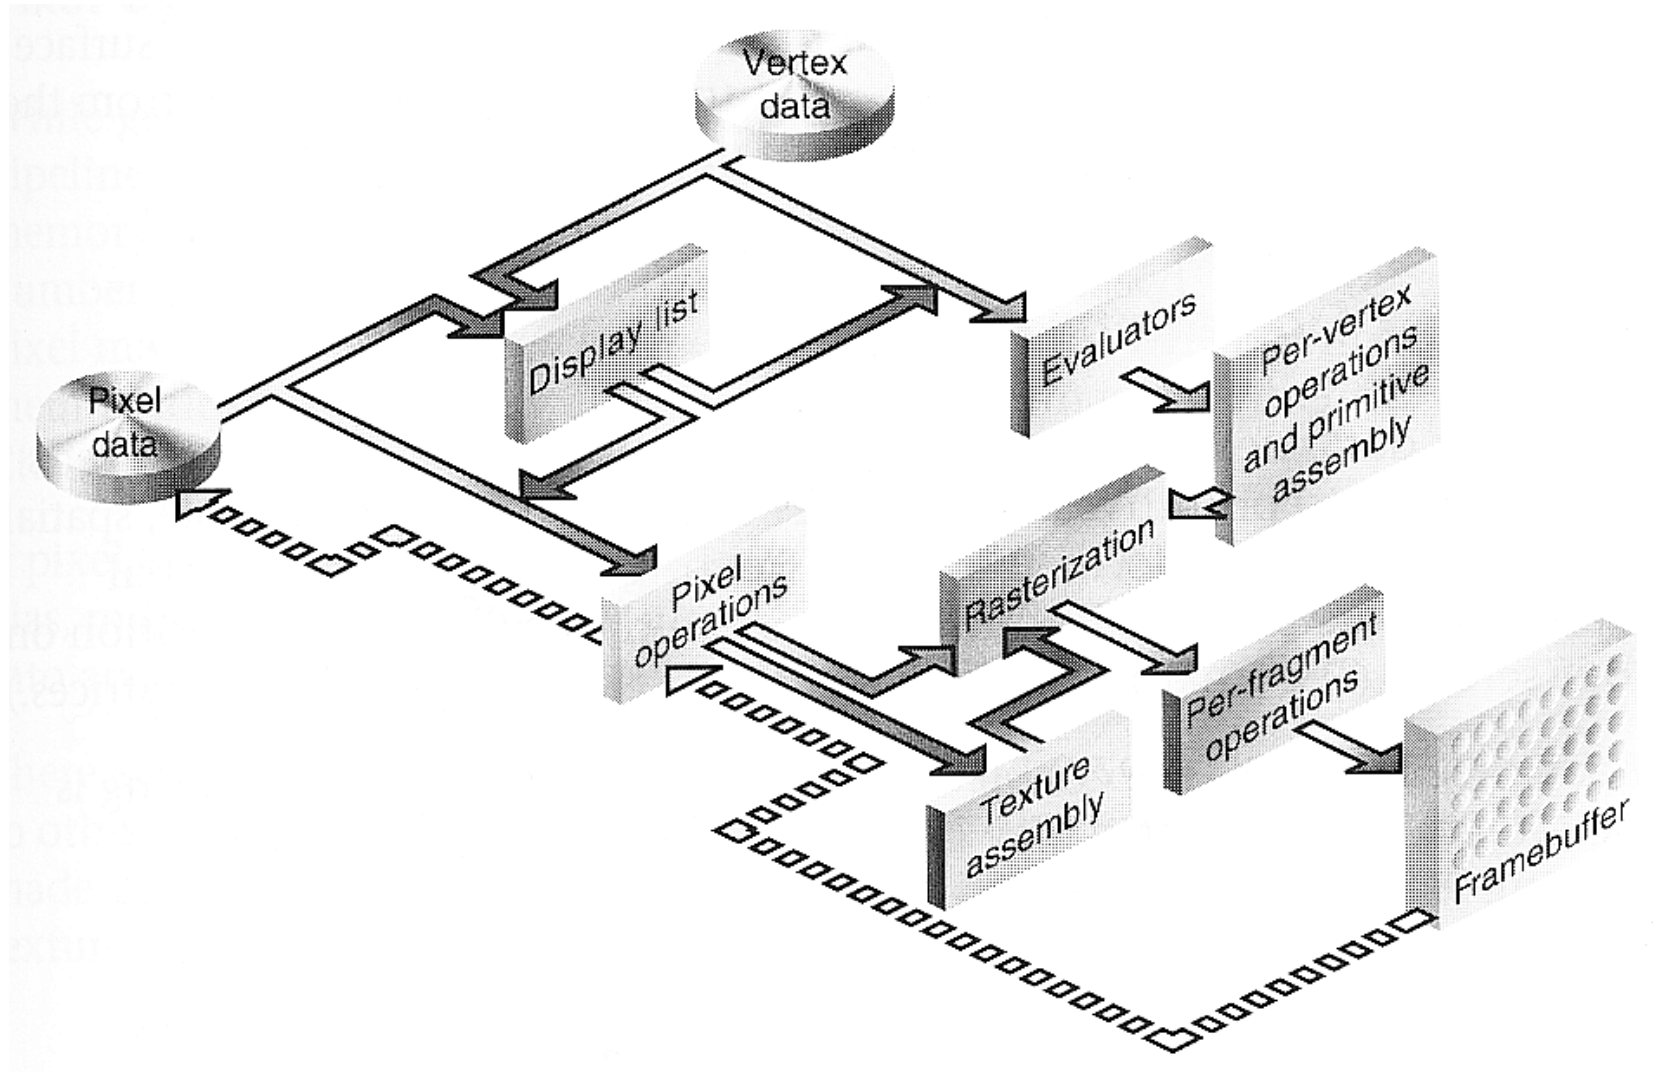 Vertex
data
Display list
Evaluators
Per-vertex
operations
and primitive
assembly
Pixel
data
Pixel
operations
Rasterization
Per-fragment
operations
Texture
assembly
Framebuffer